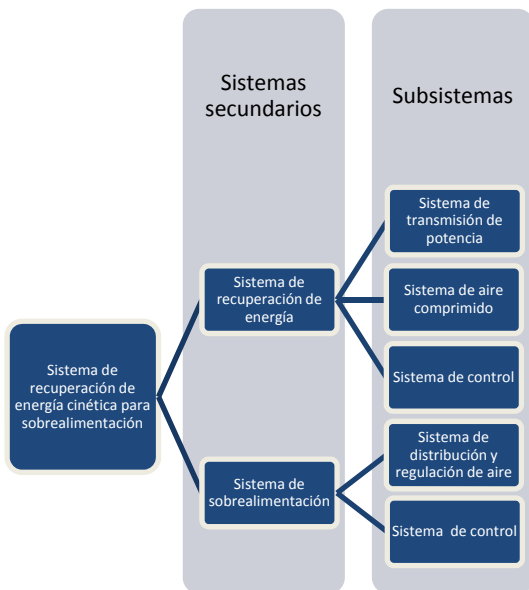 Sistemas
secundarios
Subsistemas
Sistema de
transmisión de
potencia
Sistema de
recuperación de
energía
Sistema de aire
comprimido
Sistema de control
Sistema de
recuperación de
energía cinética para
sobrealimentación
Sistema de
distribución y
regulación de aire
Sistema de
sobrealimentación
Sistema de control